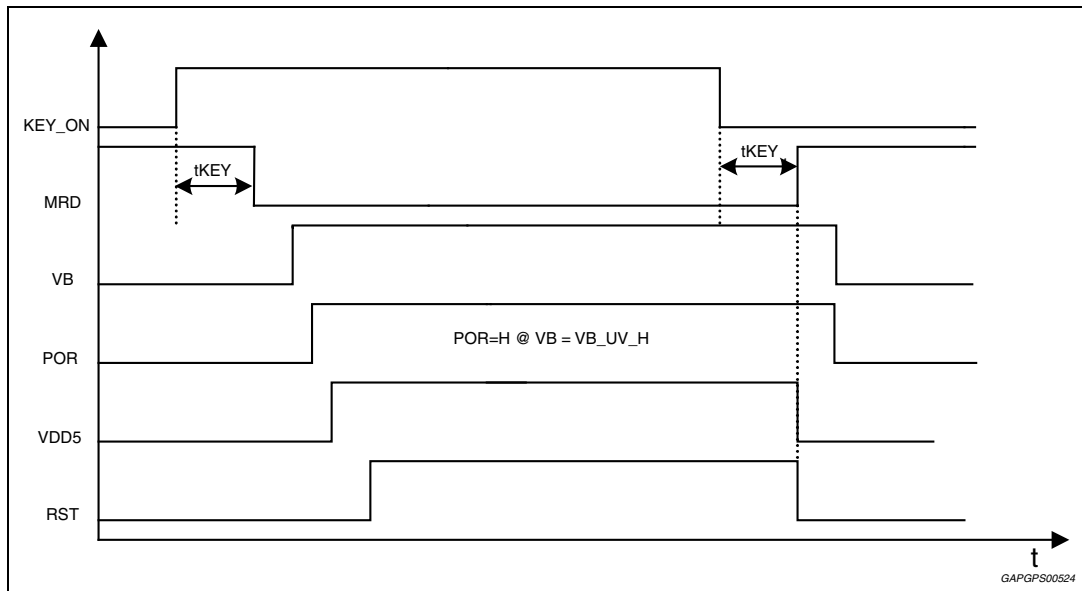 KEY_ON
tKEY
tKEY
MRD
VB
POR
POR=H @ VB = VB_UV_H
VDD5
RST
t
GAPGPS00524